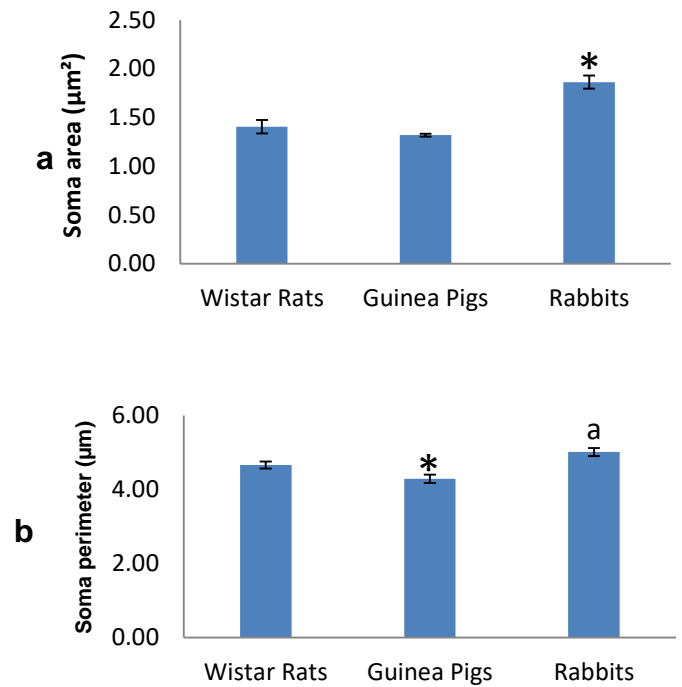 a
Soma area (µm²)
2.50
2.00
1.50
1.00
0.50
0.00
*
Wistar Rats Guinea Pigs Rabbits
b
Soma perimeter (µm)
6.00
4.00
2.00
0.00
*
a
Wistar Rats Guinea Pigs Rabbits